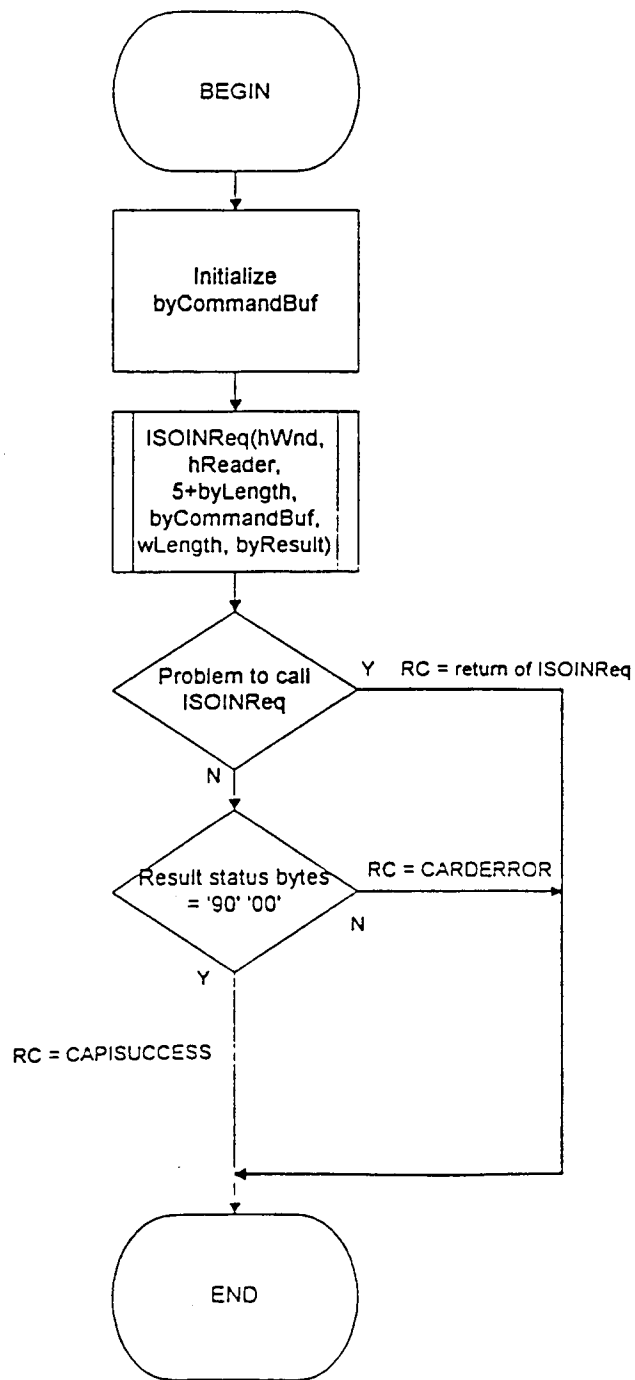 BEGIN
Initialize
byCommandBuf
ISOINReq(hWnd,
hReader,
5+byLength,
byCommandBuf,
wLength, byResult)
Problem to call
ISOINReq
Y
RC = return of ISOINReq
N
Result status bytes
= '90' '00'
RC = CARDERROR
N
Y
RC = CAPISUCCESS
END